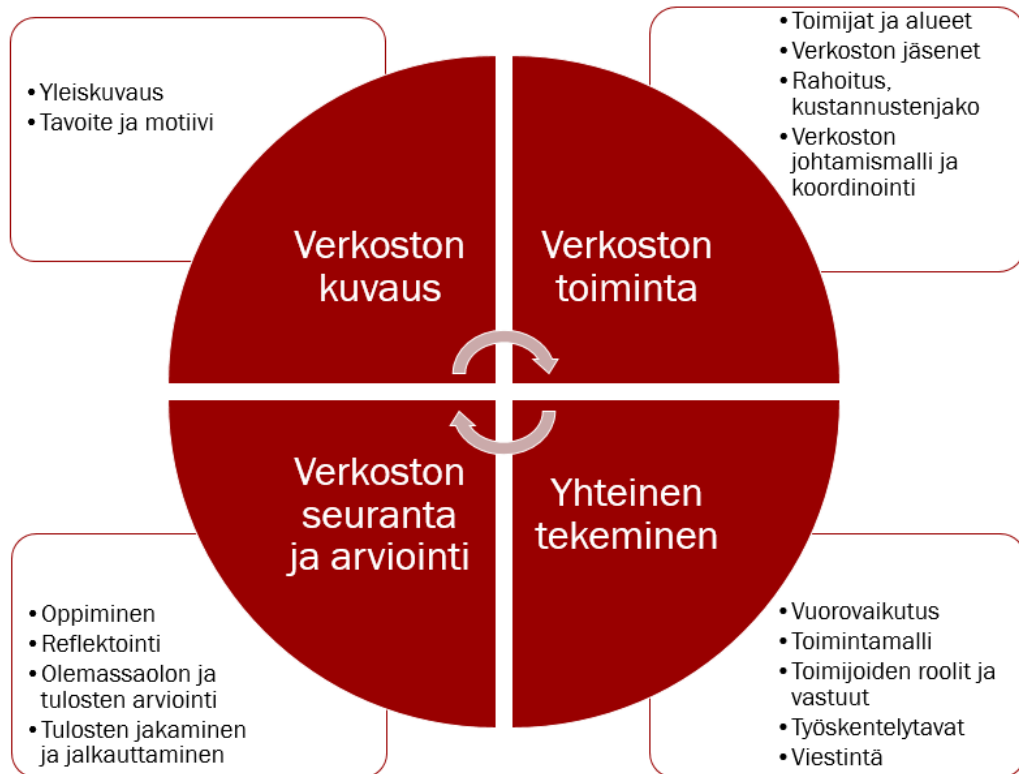 • Yleiskuvaus
• Tavoite ja motiivi
Verkoston
kuvaus
• Toimijat ja alueet
• Verkoston jäsenet
• Rahoitus,
kustannustenjako
• Verkoston
johtamismalli ja
koordinointi
Verkoston
toiminta
Verkoston
seuranta
ja arviointi
• Oppiminen
• Reflektointi
• Olemassaolon ja
tulosten arviointi
• Tulosten jakaminen
ja jalkauttaminen
Yhteinen
tekeminen
• Vuorovaikutus
• Toimintamalli
• Toimijoiden roolit ja
vastuut
• Työskentelytavat
• Viestintä